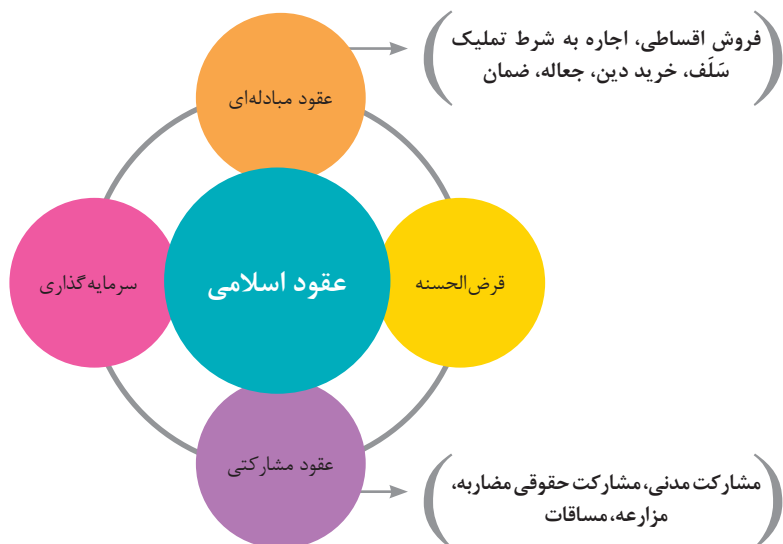 فروش اقساطی، اجاره به شرط تملیک
سَلَف، خرید دین، جعاله، ضمان
عقود مبادله‌ای
قرض‌الحسنه
عقود اسلامی
سرمایه‌گذاری
عقود مشارکتی
مشارکت مدنی، مشارکت حقوقی مضاربه،
مزارعه، مساقات